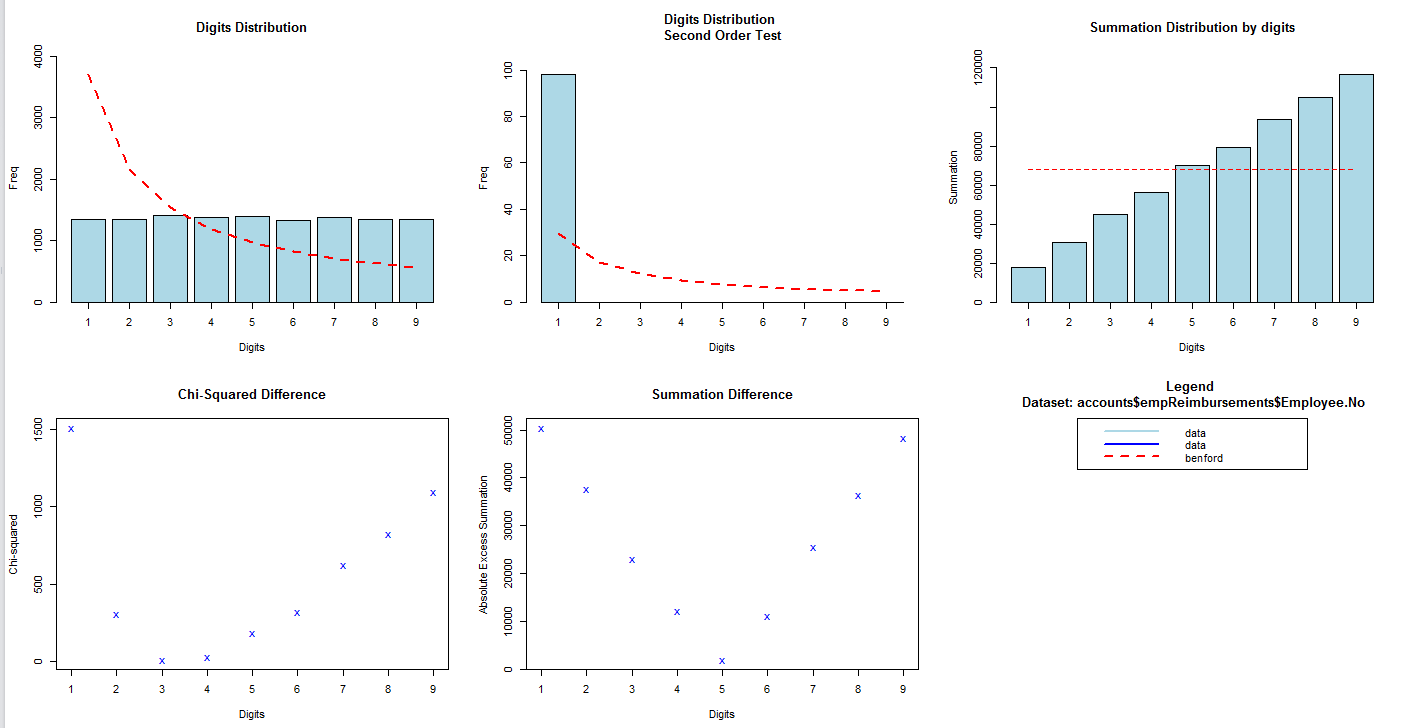 Digits Distribution
Freq
0
1000
2000
3000
4000
1 2 3 4 5 6 7 8 9
Digits
Digits Distribution
Second Order Test
Freq
0
20
40
60
80
100
1 2 3 4 5 6 7 8 9
Digits
Summation Distribution by digits
Summation
0
20000
40000
60000
80000
120000
1 2 3 4 5 6 7 8 9
Digits
Chi-Squared Difference
Chi-squared
0
500
1000
1500
1 2 3 4 5 6 7 8 9
Digits
Summation Difference
Absolute Excess Summation
0
10000
20000
30000
40000
50000
1 2 3 4 5 6 7 8 9
Digits
Legend
Dataset: accounts$empReimbursements$Employee.No
data
data
benford